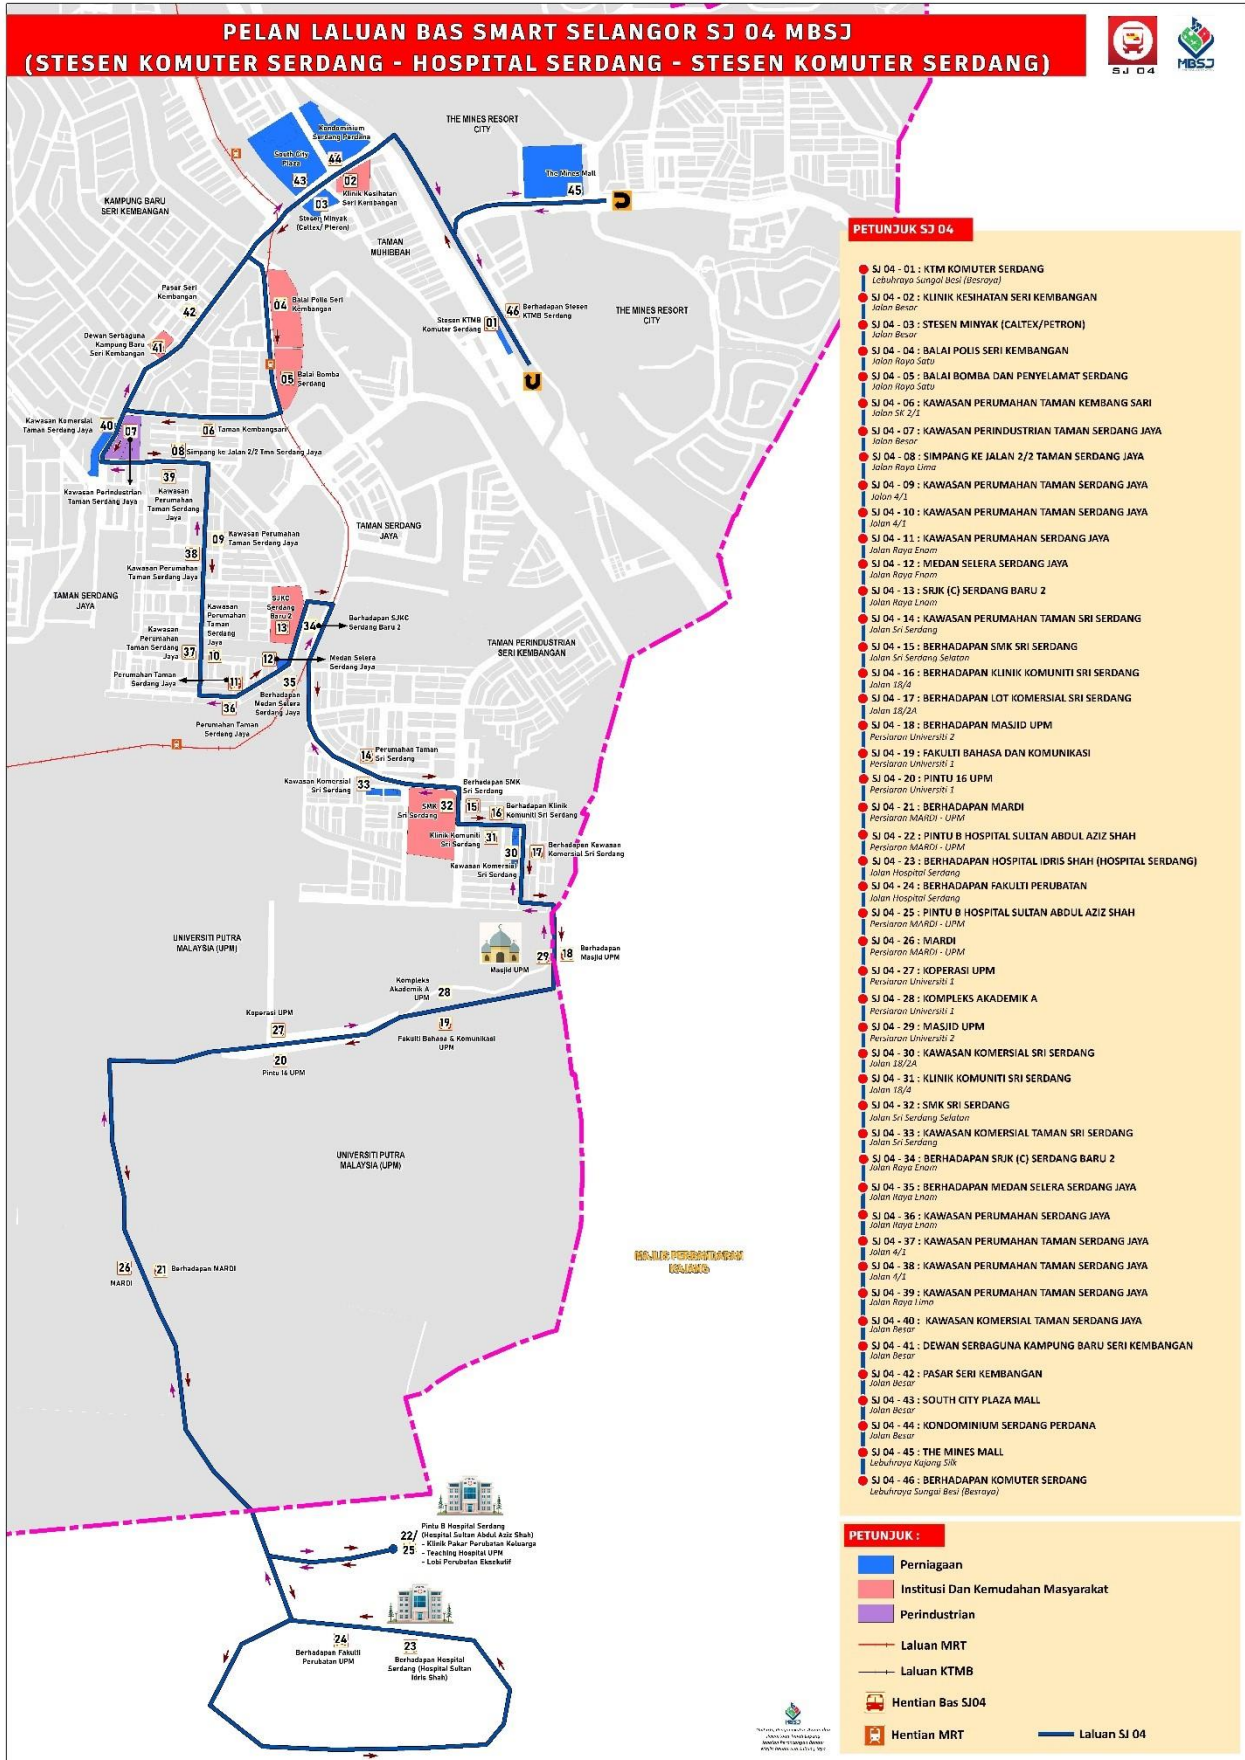 PELAN LALUAN BAS SMART SELANGOR SJ 04 MBSJ
(STESEN KOMUTER SERDANG - HOSPITAL SERDANG - STESEN KOMUTER SERDANG)
SJ 04
MBSJ
THE MINES RESORT
CITY
Kondominium
Serdang Perdana
44
South City
Plaza
43
02
Klinik Kesihatan
Seri Kembangan
03
Stesen Minyak
(Caltex/ Pteron)
The Mines Mall
45
KAMPUNG BARU
SERI KEMBANGAN
TAMAN
MUHIBBAH
Pasar Seri
Kembangan
42
04
Balai Polis Seri
Kembangan
Stesen KTMB
Komuter Serdang
01
46
Berhadapan Stesen
KTMB Serdang
THE MINES RESORT
CITY
Dewan Serbaguna
Kampung Baru
Seri Kembangan
41
05
Balai Bomba
Serdang
Kawasan Komersial
Taman Serdang Jaya
40
07
06
Taman Kembangsari
08
Simpang ke Jalan 2/2 Tmn Serdang Jaya
39
Kawasan Perindustrian
Taman Serdang Jaya
Kawasan
Perumahan
Taman Serdang
Jaya
09
Kawasan Perumahan
Taman Serdang Jaya
TAMAN SERDANG
JAYA
38
Kawasan Perumahan
Taman Serdang Jaya
TAMAN SERDANG
JAYA
Kawasan
Perumahan
Taman
Serdang
Jaya
10
SJKC
Serdang
Baru 2
13
34
Berhadapan SJKC
Serdang Baru 2
Kawasan
Perumahan
Taman Serdang
Jaya
37
12
Medan Selera
Serdang Jaya
Perumahan Taman
Serdang Jaya
11
35
Berhadapan
Medan Selera
Serdang Jaya
36
Perumahan Taman
Serdang Jaya
TAMAN PERINDUSTRIAN
SERI KEMBANGAN
14
Perumahan Taman
Sri Serdang
Kawasan Komersial
Sri Serdang
33
SMK
Sri Serdang
32
Berhadapan SMK
Sri Serdang
15
16
Berhadapan Klinik
Komuniti Sri Serdang
Klinik Komuniti
Sri Serdang
31
30
Kawasan Komersial
Sri Serdang
17
Berhadapan Kawasan
Komersial Sri Serdang
UNIVERSITI PUTRA
MALAYSIA (UPM)
Masjid UPM
29
18
Berhadapan
Masjid UPM
Kompleks
Akademik A
UPM
28
Koperasi UPM
27
19
Fakulti Bahasa & Komunikasi
UPM
20
Pintu 16 UPM
UNIVERSITI PUTRA
MALAYSIA (UPM)
26
MARDI
21
Berhadapan MARDI
MAJLIS PERBANDARAN
KAJANG
22/
25
Pintu B Hospital Serdang
(Hospital Sultan Abdul Aziz Shah)
- Klinik Pakar Perubatan Keluarga
- Teaching Hospital UPM
- Lobi Perubatan Eksekutif
24
Berhadapan Fakulti
Perubatan UPM
23
Berhadapan Hospital
Serdang (Hospital Sultan
Idris Shah)
MBSJ
PETUNJUK SJ 04
SJ 04 - 01 : KTM KOMUTER SERDANG
Lebuhraya Sungai Besi (Besraya)
SJ 04 - 02 : KLINIK KESIHATAN SERI KEMBANGAN
Jalan Besar
SJ 04 - 03 : STESEN MINYAK (CALTEX/PETRON)
Jalan Besar
SJ 04 - 04 : BALAI POLIS SERI KEMBANGAN
Jalan Raya Satu
SJ 04 - 05 : BALAI BOMBA DAN PENYELAMAT SERDANG
Jalan Raya Satu
SJ 04 - 06 : KAWASAN PERUMAHAN TAMAN KEMBANG SARI
Jalan SK 2/1
SJ 04 - 07 : KAWASAN PERINDUSTRIAN TAMAN SERDANG JAYA
Jalan Besar
SJ 04 - 08 : SIMPANG KE JALAN 2/2 TAMAN SERDANG JAYA
Jalan Raya Lima
SJ 04 - 09 : KAWASAN PERUMAHAN TAMAN SERDANG JAYA
Jalan 4/1
SJ 04 - 10 : KAWASAN PERUMAHAN TAMAN SERDANG JAYA
Jalan 4/1
SJ 04 - 11 : KAWASAN PERUMAHAN SERDANG JAYA
Jalan Raya Enam
SJ 04 - 12 : MEDAN SELERA SERDANG JAYA
Jalan Raya Enam
SJ 04 - 13 : SRJK (C) SERDANG BARU 2
Jalan Raya Enam
SJ 04 - 14 : KAWASAN PERUMAHAN TAMAN SRI SERDANG
Jalan Sri Serdang
SJ 04 - 15 : BERHADAPAN SMK SRI SERDANG
Jalan Sri Serdang Selatan
SJ 04 - 16 : BERHADAPAN KLINIK KOMUNITI SRI SERDANG
Jalan 18/4
SJ 04 - 17 : BERHADAPAN LOT KOMERSIAL SRI SERDANG
Jalan 18/2A
SJ 04 - 18 : BERHADAPAN MASJID UPM
Persiaran Universiti 2
SJ 04 - 19 : FAKULTI BAHASA DAN KOMUNIKASI
Persiaran Universiti 1
SJ 04 - 20 : PINTU 16 UPM
Persiaran Universiti 1
SJ 04 - 21 : BERHADAPAN MARDI
Persiaran MARDI - UPM
SJ 04 - 22 : PINTU B HOSPITAL SULTAN ABDUL AZIZ SHAH
Persiaran MARDI - UPM
SJ 04 - 23 : BERHADAPAN HOSPITAL IDRIS SHAH (HOSPITAL SERDANG)
Jalan Hospital Serdang
SJ 04 - 24 : BERHADAPAN FAKULTI PERUBATAN
Jalan Hospital Serdang
SJ 04 - 25 : PINTU B HOSPITAL SULTAN ABDUL AZIZ SHAH
Persiaran MARDI - UPM
SJ 04 - 26 : MARDI
Persiaran MARDI - UPM
SJ 04 - 27 : KOPERASI UPM
Persiaran Universiti 1
SJ 04 - 28 : KOMPLEKS AKADEMIK A
Persiaran Universiti 1
SJ 04 - 29 : MASJID UPM
Persiaran Universiti 2
SJ 04 - 30 : KAWASAN KOMERSIAL SRI SERDANG
Jalan 18/2A
SJ 04 - 31 : KLINIK KOMUNITI SRI SERDANG
Jalan 18/4
SJ 04 - 32 : SMK SRI SERDANG
Jalan Sri Serdang Selatan
SJ 04 - 33 : KAWASAN KOMERSIAL TAMAN SRI SERDANG
Jalan Sri Serdang
SJ 04 - 34 : BERHADAPAN SRJK (C) SERDANG BARU 2
Jalan Raya Enam
SJ 04 - 35 : BERHADAPAN MEDAN SELERA SERDANG JAYA
Jalan Raya Enam
SJ 04 - 36 : KAWASAN PERUMAHAN SERDANG JAYA
Jalan Raya Enam
SJ 04 - 37 : KAWASAN PERUMAHAN TAMAN SERDANG JAYA
Jalan 4/1
SJ 04 - 38 : KAWASAN PERUMAHAN TAMAN SERDANG JAYA
Jalan 4/1
SJ 04 - 39 : KAWASAN PERUMAHAN TAMAN SERDANG JAYA
Jalan Raya Lima
SJ 04 - 40 : KAWASAN KOMERSIAL TAMAN SERDANG JAYA
Jalan Besar
SJ 04 - 41 : DEWAN SERBAGUNA KAMPUNG BARU SERI KEMBANGAN
Jalan Besar
SJ 04 - 42 : PASAR SERI KEMBANGAN
Jalan Besar
SJ 04 - 43 : SOUTH CITY PLAZA MALL
Jalan Besar
SJ 04 - 44 : KONDOMINIUM SERDANG PERDANA
Jalan Besar
SJ 04 - 45 : THE MINES MALL
Lebuhraya Kajang Silk
SJ 04 - 46 : BERHADAPAN KOMUTER SERDANG
Lebuhraya Sungai Besi (Besraya)
PETUNJUK :
Perniagaan
Institusi Dan Kemudahan Masyarakat
Perindustrian
Laluan MRT
Laluan KTMB
Hentian Bas SJ04
Hentian MRT
Laluan SJ 04